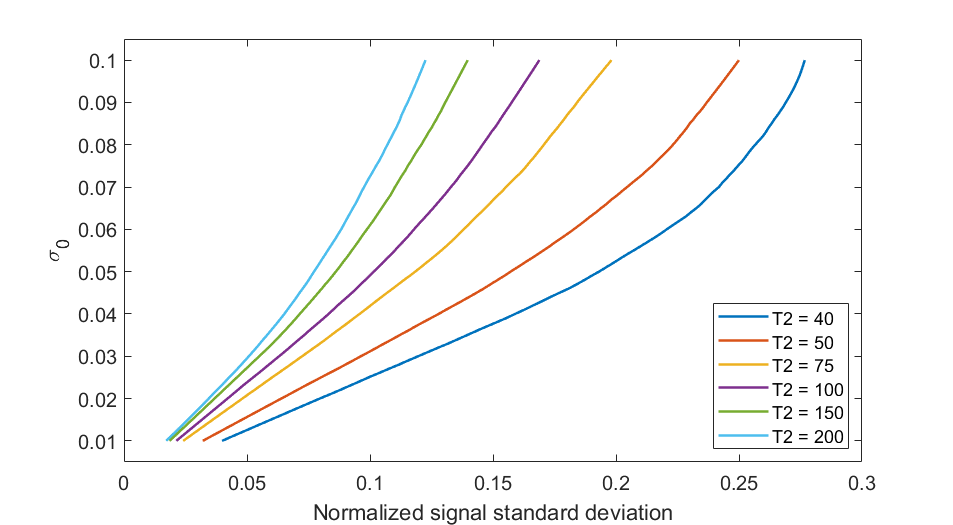 0.1
0.09
0.08
0.07
0.06
0.05
0.04
0.03
0.02
0.01
σ0
0 0.05 0.1 0.15 0.2 0.25 0.3
Normalized signal standard deviation
T2 = 40
T2 = 50
T2 = 75
T2 = 100
T2 = 150
T2 = 200